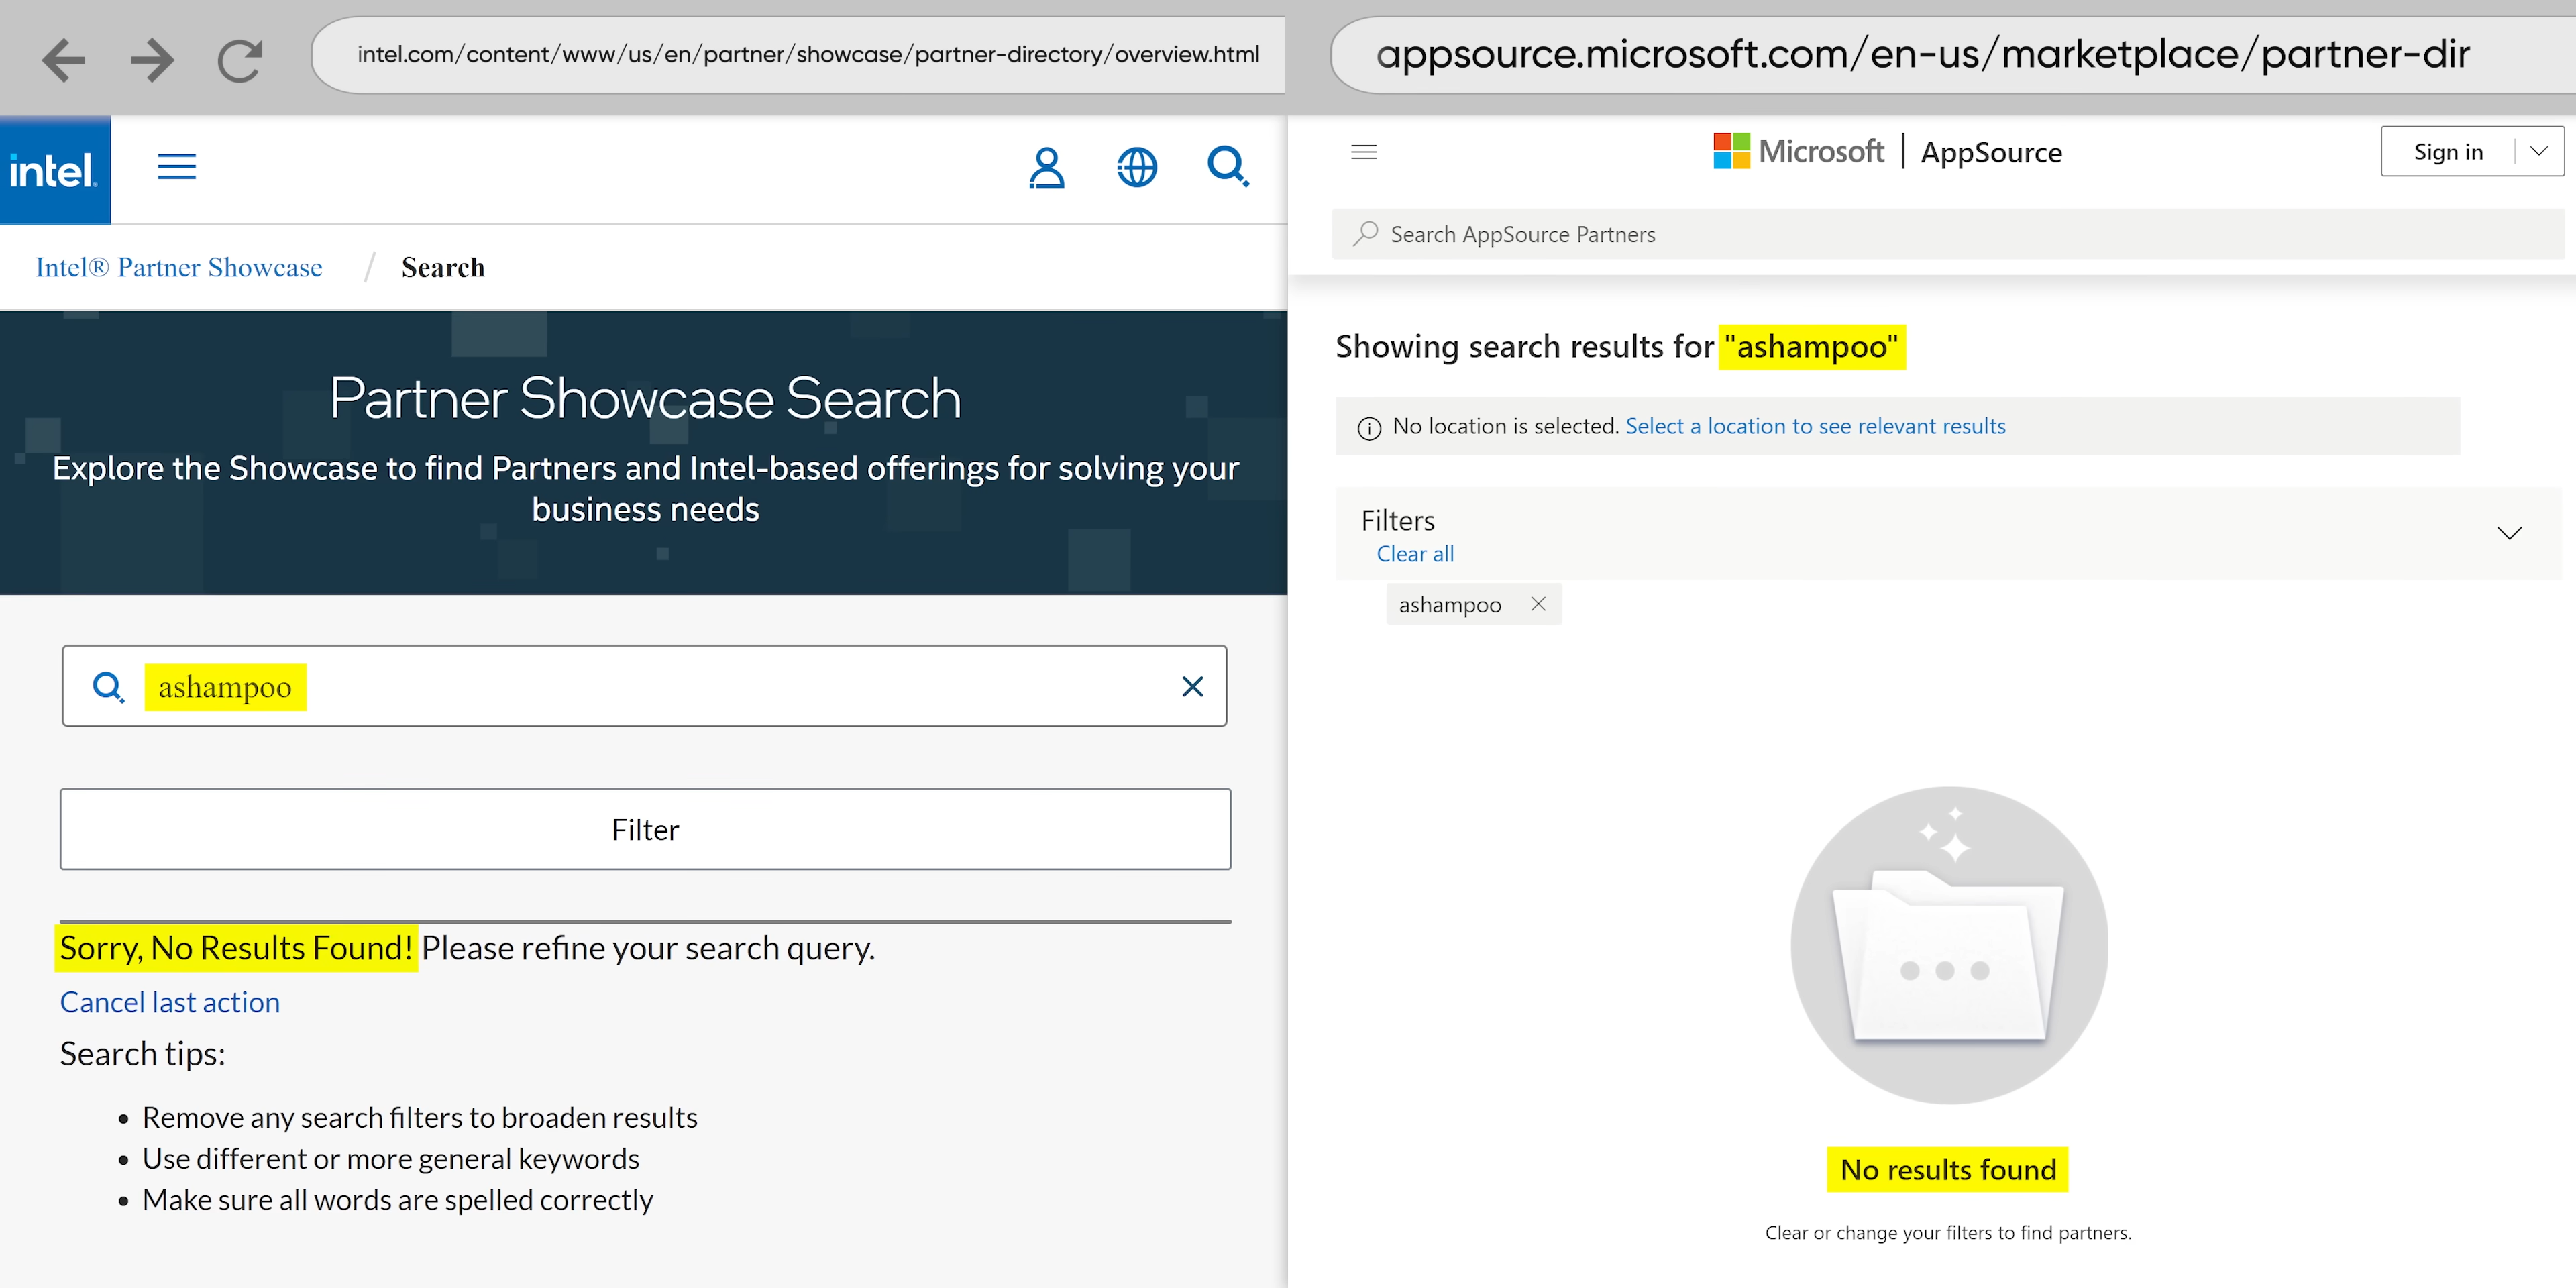 intel.com/content/www/us/en/partner/showcase/partner-directory/overview.html
intel.
Intel® Partner Showcase / Search
Partner Showcase Search
Explore the Showcase to find Partners and Intel-based offerings for solving your
business needs
ashampoo
Filter
Sorry, No Results Found! Please refine your search query.
Cancel last action
Search tips:
• Remove any search filters to broaden results
• Use different or more general keywords
• Make sure all words are spelled correctly
appsource.microsoft.com/en-us/marketplace/partner-dir
Microsoft | AppSource
Sign in
Search AppSource Partners
Showing search results for "ashampoo"
No location is selected. Select a location to see relevant results
Filters
Clear all
ashampoo
No results found
Clear or change your filters to find partners.